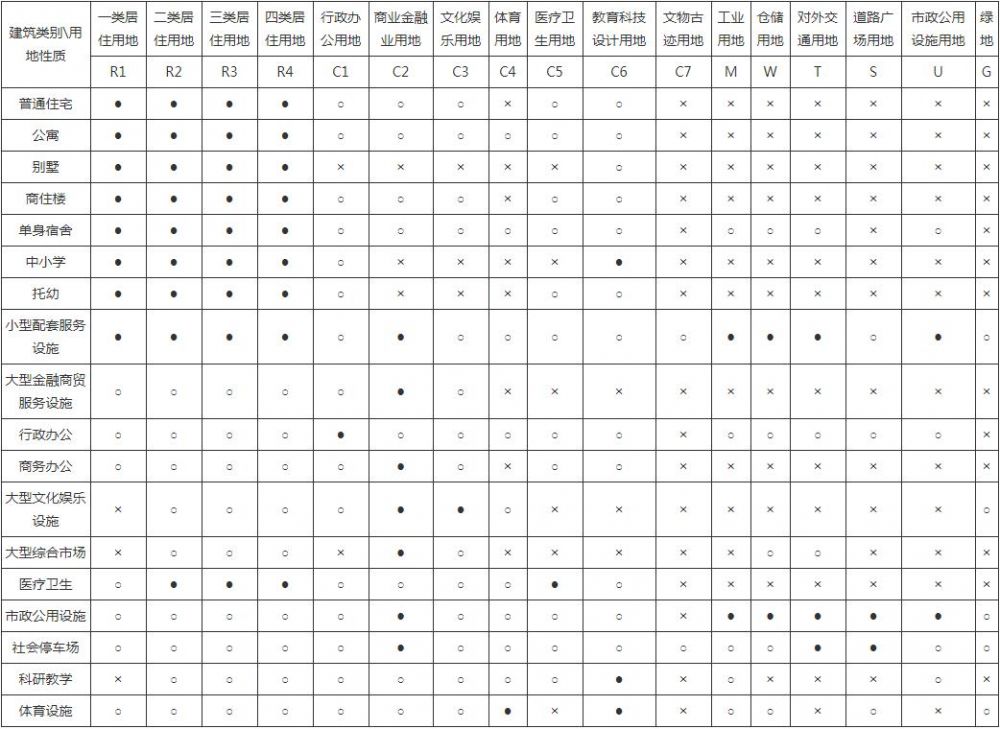 建筑类别\用地性质 一类居住用地 二类居住用地 三类居住用地 四类居住用地 行政办公用地 商业金融业用地 文化娱乐用地 体育用地 医疗卫生用地 教育科技设计用地 文物古迹用地 工业用地 仓储用地 对外交通用地 道路广场用地 市政公用设施用地 绿地
R1 R2 R3 R4 C1 C2 C3 C4 C5 C6 C7 M W T S U G
普通住宅 ● ● ● ● ○ ○ ○ × ○ ○ × × × × × × ×
公寓 ● ● ● ● ○ ○ ○ ○ ○ ○ × × × × × × ×
别墅 ● ● ● ● × × × × × ○ × × × × × × ×
商住楼 ● ● ● ● ○ ○ ○ × ○ ○ × × × × × × ×
单身宿舍 ● ● ● ● ○ ○ ○ ○ ○ ○ × ○ ○ ○ × ○ ×
中小学 ● ● ● ● ○ × × × × ● × × × × × × ×
托幼 ● ● ● ● ○ × × × ○ ○ × × × × × × ×
小型配套服务设施 ● ● ● ● ○ ● ○ ○ ○ ○ ○ ● ● ● ○ ● ○
大型金融商贸服务设施 ○ ○ ○ ○ ○ ● ○ × × × × × × × × × ×
行政办公 ○ ○ ○ ○ ● ○ ○ ○ ○ ○ × ○ ○ ○ ○ ○ ×
商务办公 ○ ○ ○ ○ ○ ● ○ × ○ ○ × × × × × × ×
大型文化娱乐设施 × ○ ○ ○ ○ ● ● ○ × × × × × × × × ○
大型综合市场 × ○ ○ ○ × ● ○ × × × × × ○ ○ × × ×
医疗卫生 ○ ● ● ● ○ ○ ○ ○ ● ○ × × × × × × ×
市政公用设施 ○ ○ ○ ○ ○ ● ○ ○ ○ ○ × ● ● ● ● ● ○
社会停车场 ○ ○ ○ ○ ○ ● ○ ○ ○ ○ ○ ○ ○ ● ● ○ ○
科研教学 × ○ ○ ○ ○ ○ ○ ○ ○ ● × ○ × × × ○ ×
体育设施 ○ ○ ○ ○ ○ ○ ○ ● × ● × ○ ○ × ○ × ○